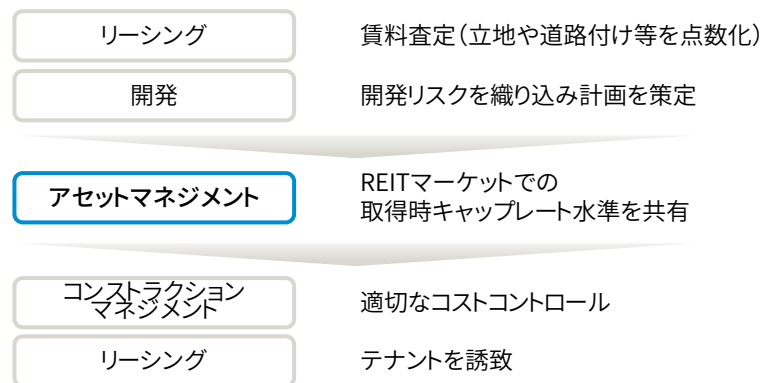 リーシング
賃料査定（立地や道路付け等を点数化）
開発
開発リスクを織り込み計画を策定
アセットマネジメント
REITマーケットでの
取得時キャップレート水準を共有
コンストラクション
マネジメント
適切なコストコントロール
リーシング
テナントを誘致